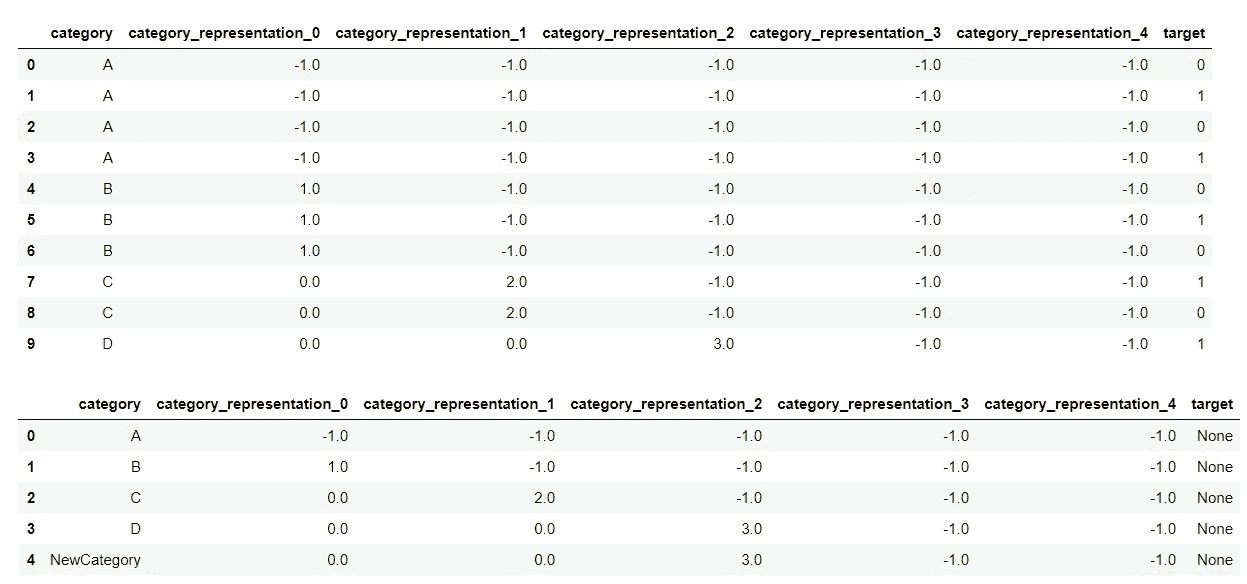 category category_representation_0 category_representation_1 category_representation_2 category_representation_3 category_representation_4 target
0 A -1.0 -1.0 -1.0 -1.0 -1.0 0
1 A -1.0 -1.0 -1.0 -1.0 -1.0 1
2 A -1.0 -1.0 -1.0 -1.0 -1.0 0
3 A -1.0 -1.0 -1.0 -1.0 -1.0 1
4 B 1.0 -1.0 -1.0 -1.0 -1.0 0
5 B 1.0 -1.0 -1.0 -1.0 -1.0 1
6 B 1.0 -1.0 -1.0 -1.0 -1.0 0
7 C 0.0 2.0 -1.0 -1.0 -1.0 1
8 C 0.0 2.0 -1.0 -1.0 -1.0 0
9 D 0.0 0.0 3.0 -1.0 -1.0 1
category category_representation_0 category_representation_1 category_representation_2 category_representation_3 category_representation_4 target
0 A -1.0 -1.0 -1.0 -1.0 -1.0 None
1 B 1.0 -1.0 -1.0 -1.0 -1.0 None
2 C 0.0 2.0 -1.0 -1.0 -1.0 None
3 D 0.0 0.0 3.0 -1.0 -1.0 None
4 NewCategory 0.0 0.0 3.0 -1.0 -1.0 None